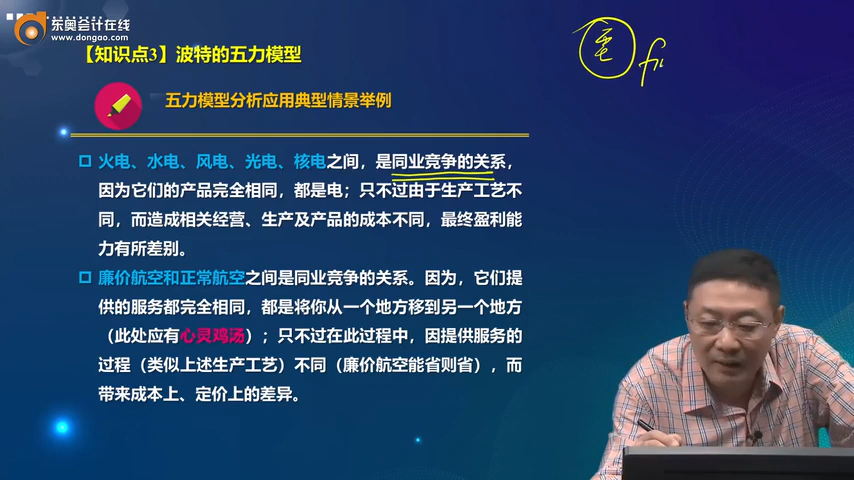 东奥会计在线
www.dongao.com
【知识点3】波特的五力模型
五力模型分析应用典型情景举例
火电、水电、风电、光电、核电之间，是同业竞争的关系，
因为它们的产品完全相同，都是电；只不过由于生产工艺不
同，而造成相关经营、生产及产品的成本不同，最终盈利能
力有所差别。
廉价航空和正常航空之间是同业竞争的关系。因为，它们提
供的服务都完全相同，都是将你从一个地方移到另一个地方
（此处应有心灵鸡汤）；只不过在此过程中，因提供服务的
过程（类似上述生产工艺）不同（廉价航空能省则省），而
带来成本上、定价上的差异。